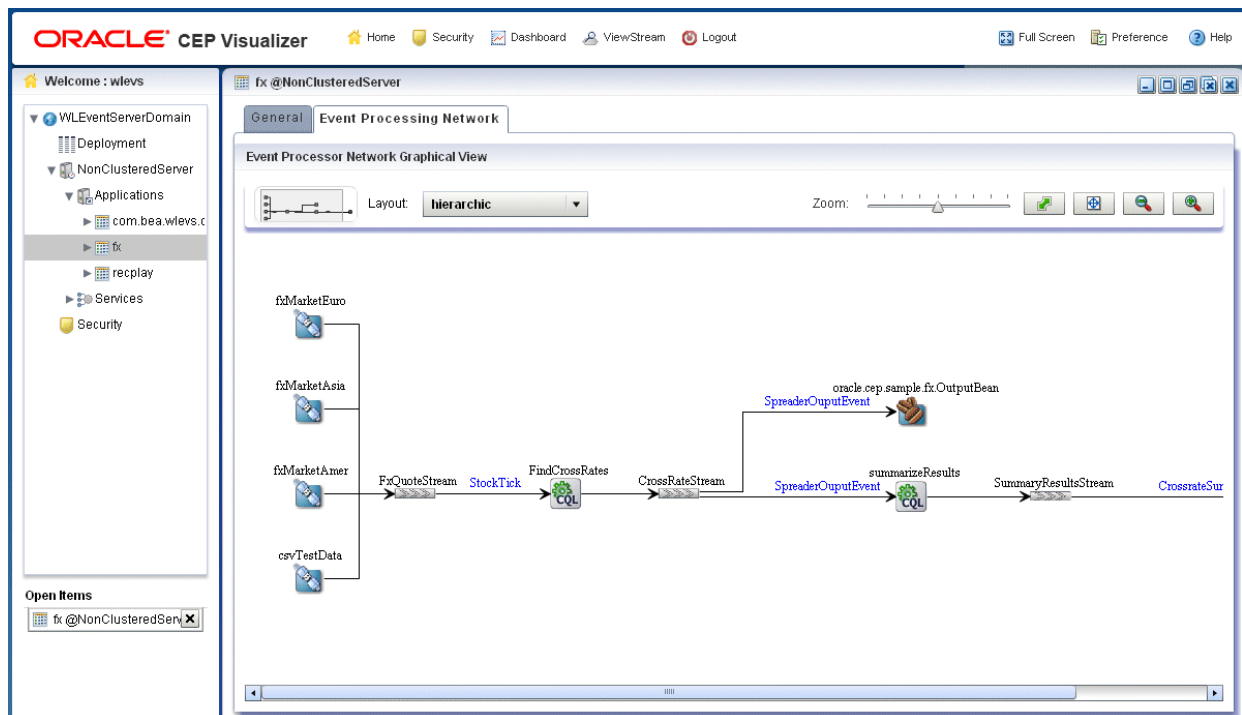 ORACLE CEP Visualizer Home Security Dashboard ViewStream Logout Full Screen Preference Help
Welcome : wlevs
WLEventServerDomain
Deployment
NonClusteredServer
Applications
com.bea.wlevs.c
fx
recplay
Services
Security
Open Items
fx @NonClusteredServ
fx @NonClusteredServer
General Event Processing Network
Event Processor Network Graphical View
Layout: hierarchic Zoom:
fxMarketEuro
fxMarketAsia
oracle.cep.sample.fx.OutputBean
SpreaderOuputEvent
fxMarketAmer
FxQuoteStream
StockTick
FindCrossRates
CQL
CrossRateStream
SpreaderOuputEvent
summarizeResults
CQL
SummaryResultsStream
CrossrateSur
csvTestData